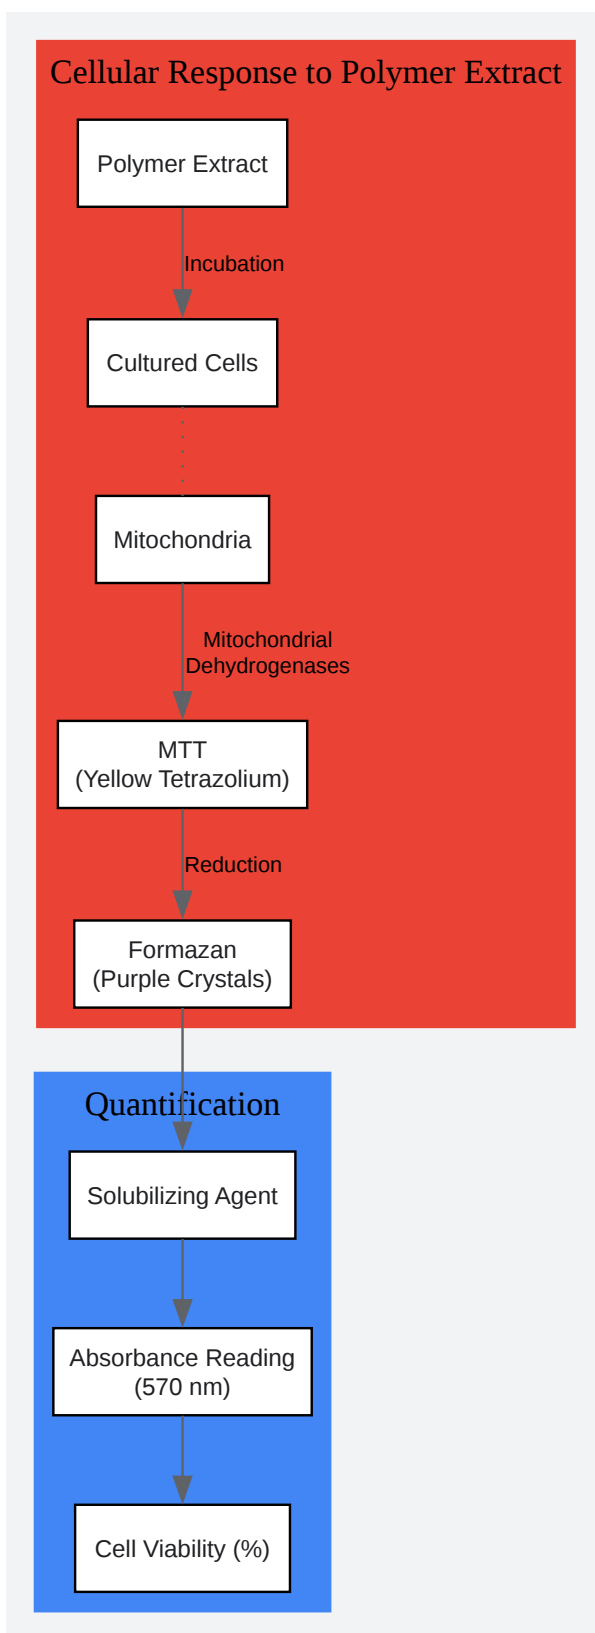 Cellular Response to Polymer Extract
Polymer Extract
Incubation
Cultured Cells
Mitochondria
Mitochondrial
Dehydrogenases
MTT
(Yellow Tetrazolium)
Reduction
Formazan
(Purple Crystals)
Quantification
Solubilizing Agent
Absorbance Reading
(570 nm)
Cell Viability (%)